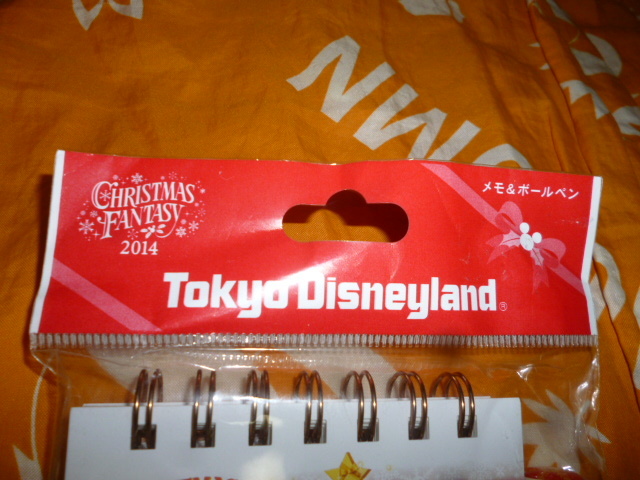 CHRISTMAS
FANTASY
2014
メモ&ボールペン
Tokyo Disneyland®